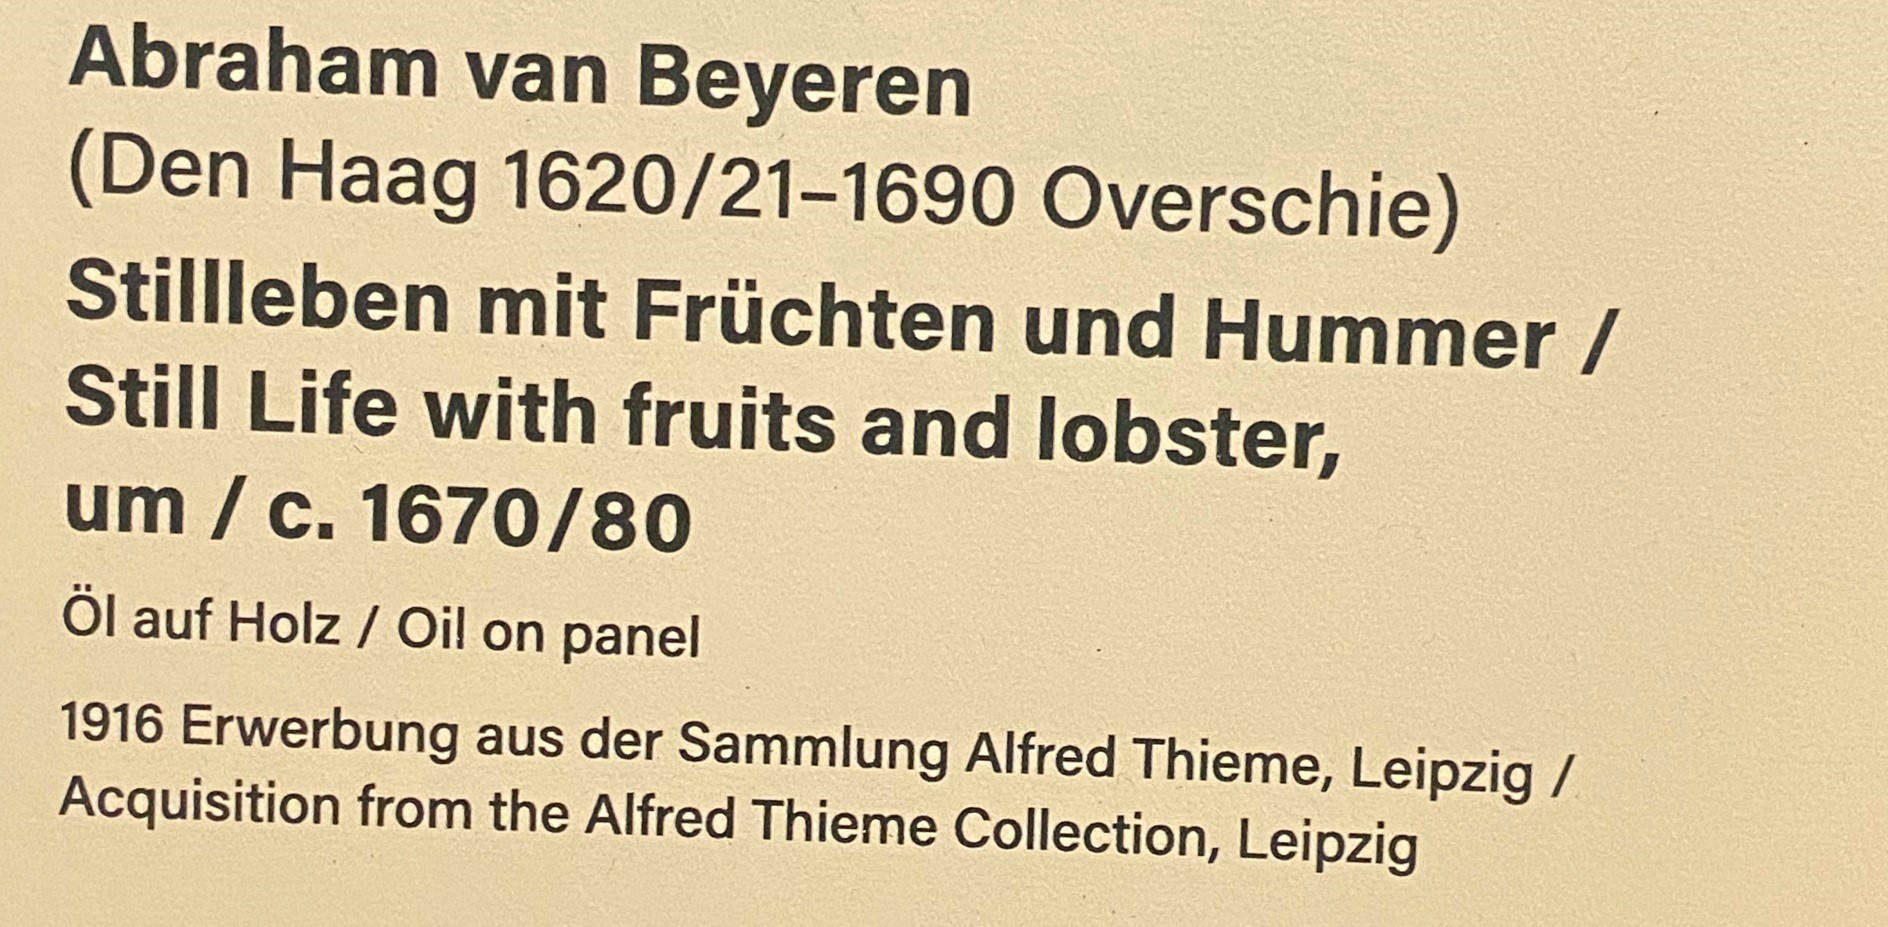 Abraham van Beyeren
(Den Haag 1620/21–1690 Overschie)
Stillleben mit Früchten und Hummer /
Still Life with fruits and lobster,
um / c. 1670/80
Öl auf Holz / Oil on panel
1916 Erwerbung aus der Sammlung Alfred Thieme, Leipzig /
Acquisition from the Alfred Thieme Collection, Leipzig